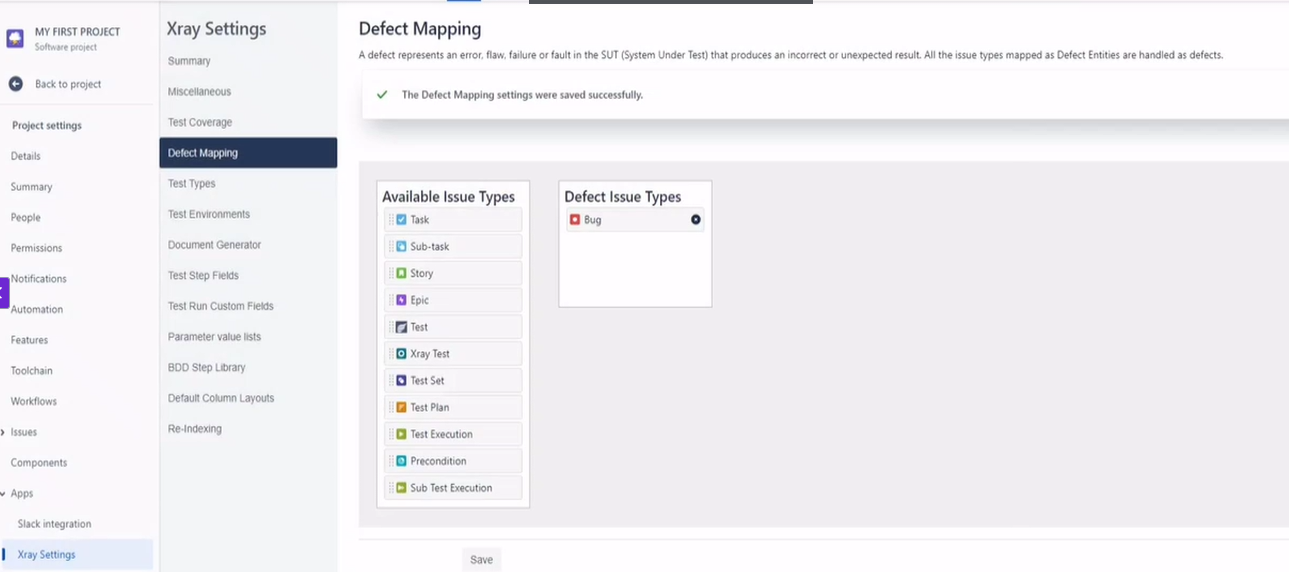 MY FIRST PROJECT
Software project
Back to project
Project settings
Details
Summary
People
Permissions
Notifications
Automation
Features
Toolchain
Workflows
Issues
Components
Apps
Slack integration
Xray Settings
Xray Settings
Summary
Miscellaneous
Test Coverage
Defect Mapping
Test Types
Test Environments
Document Generator
Test Step Fields
Test Run Custom Fields
Parameter value lists
BDD Step Library
Default Column Layouts
Re-Indexing
Defect Mapping
A defect represents an error, flaw, failure or fault in the SUT (System Under Test) that produces an incorrect or unexpected result. All the issue types mapped as Defect Entities are handled as defects.
The Defect Mapping settings were saved successfully.
Available Issue Types
Task
Sub-task
Story
Epic
Test
Xray Test
Test Set
Test Plan
Test Execution
Precondition
Sub Test Execution
Defect Issue Types
Bug
Save